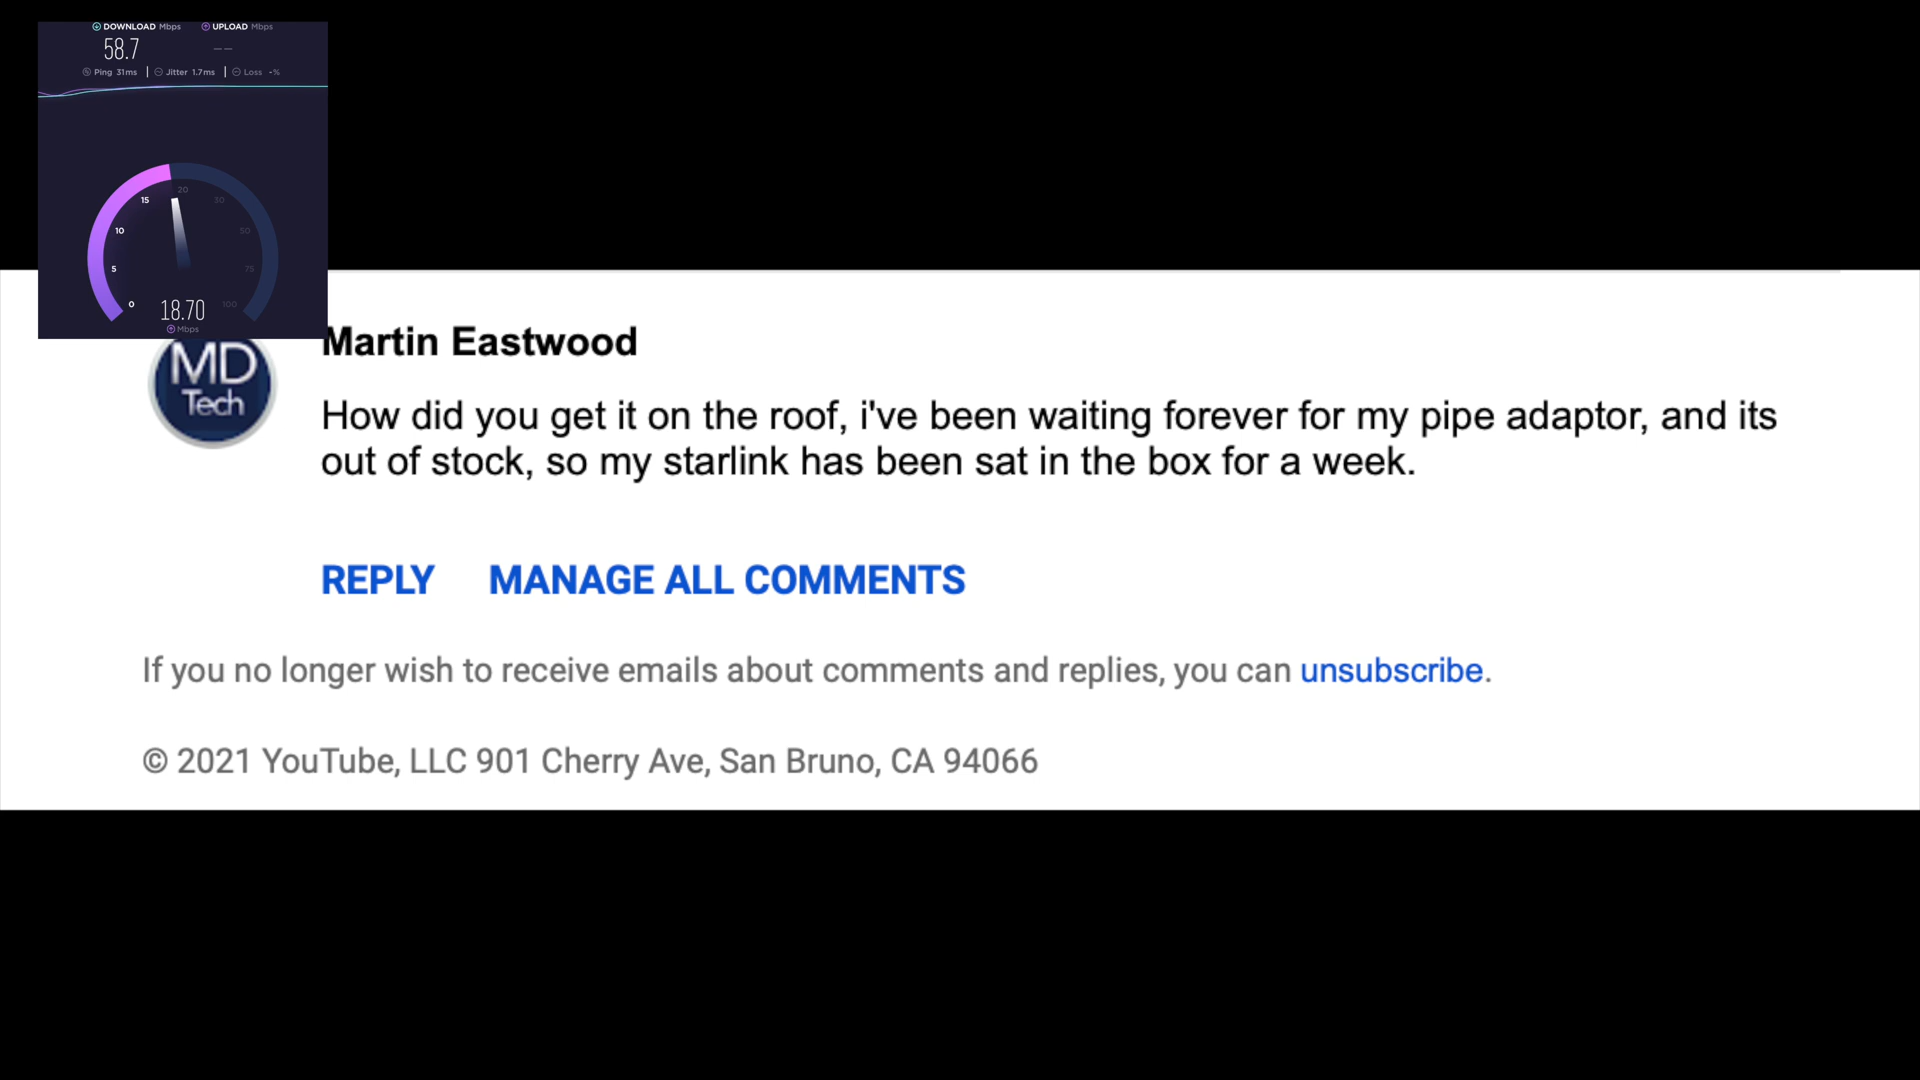 DOWNLOAD Mbps UPLOAD Mbps
58.7 — —
Ping 31ms | Jitter 1.7ms | Loss -%
20
15 30
10 50
5 75
0 18.70 100
Mbps
MD
Tech
Martin Eastwood
How did you get it on the roof, i've been waiting forever for my pipe adaptor, and its
out of stock, so my starlink has been sat in the box for a week.
REPLY MANAGE ALL COMMENTS
If you no longer wish to receive emails about comments and replies, you can unsubscribe.
© 2021 YouTube, LLC 901 Cherry Ave, San Bruno, CA 94066